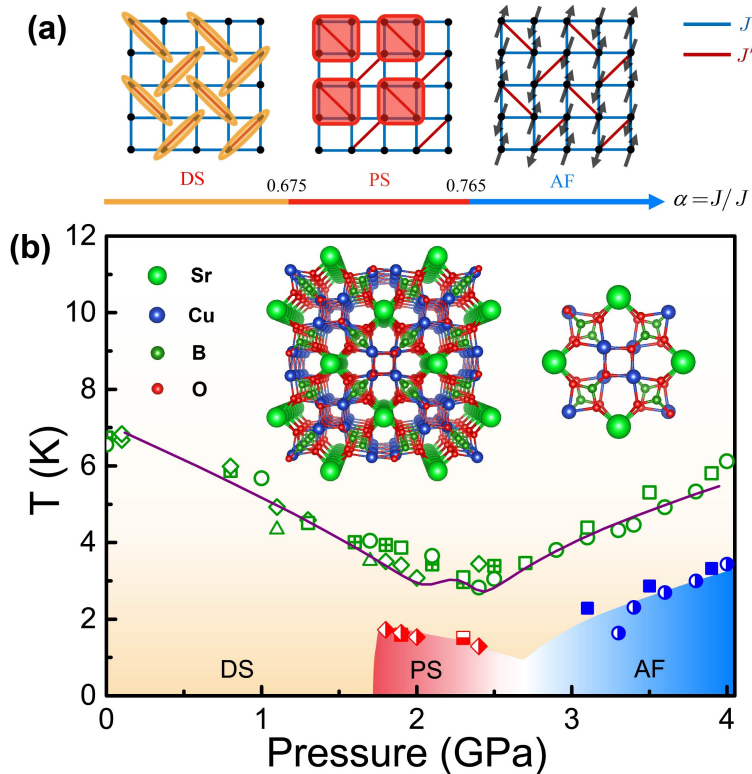 (a)
J
J'
DS 0.675 PS 0.765 AF α=J/J
(b)
12
10
8
6
4
2
0
T (K)
Sr
Cu
B
O
DS PS AF
0 1 2 3 4
Pressure (GPa)